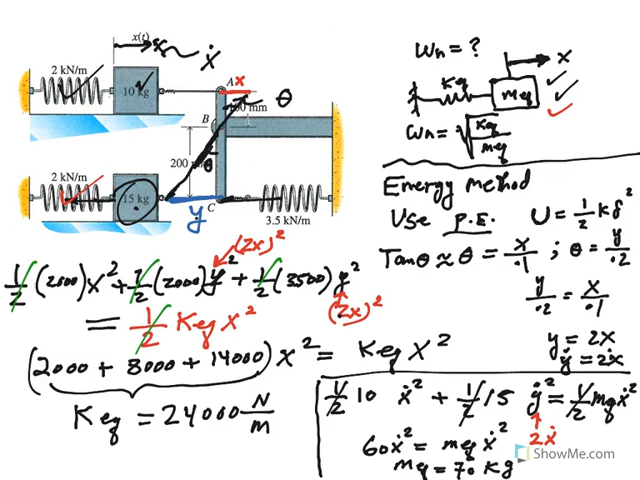 x(t)
x
ẋ
2 kN/m
10 kg
A
x
θ
100 mm
B
200
θ
2 kN/m
15 kg
y
C
3.5 kN/m
Wn = ?
x
Keq
meq
Wn = √(Keq/meq)
Energy method
Use P.E. U = 1/2 k δ²
Tanθ ≈ θ = x/.1 ; θ = y/.2
y/.2 = x/.1
y = 2x
ẏ = 2ẋ
(2x)²
1/2 (2000) x² + 1/2 (2000) y² + 1/2 (3500) y²
(2x)²
= 1/2 Keq x²
(2000 + 8000 + 14000) x² = Keq x²
Keq = 24000 N/m
1/2 10 ẋ² + 1/2 15 ẏ² = 1/2 meq ẋ²
2ẋ
60ẋ² = meq ẋ²
meq = 70 kg
ShowMe.com